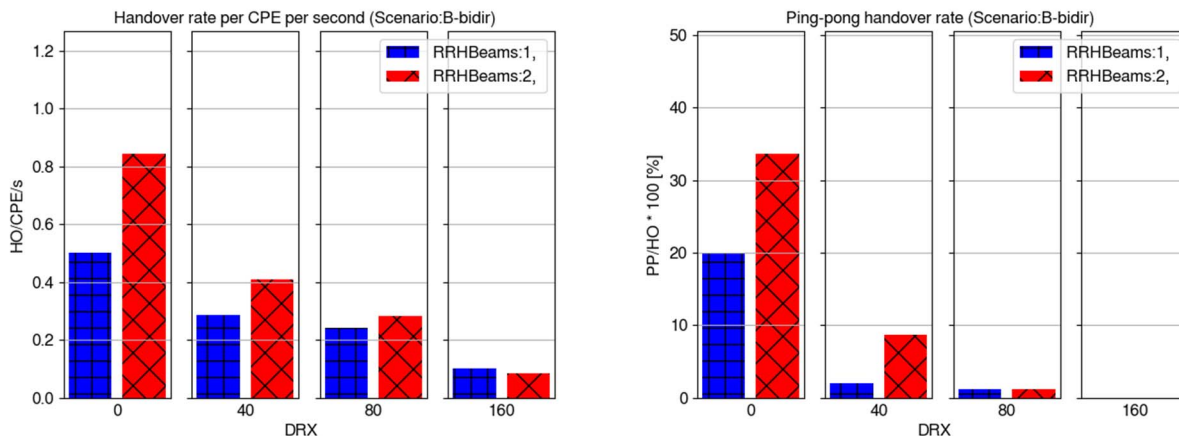 Handover rate per CPE per second (Scenario:B-bidir)
RRHBeams:1,
RRHBeams:2,
1.2
1.0
0.8
0.6
0.4
0.2
0.0
HO/CPE/s
0 40 80 160
DRX
Ping-pong handover rate (Scenario:B-bidir)
RRHBeams:1,
RRHBeams:2,
50
40
30
20
10
0
PP/HO * 100 [%]
0 40 80 160
DRX